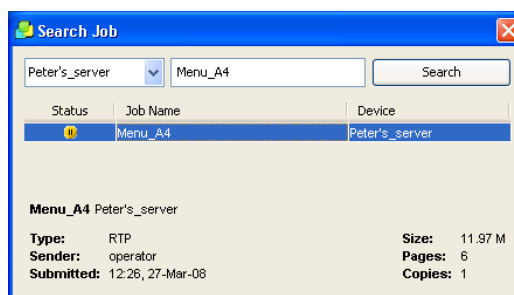 Search Job
Peter's_server Menu_A4 Search
Status Job Name Device
Menu_A4 Peter's_server
Menu_A4 Peter's_server
Type: RTP Size: 11.97 M
Sender: operator Pages: 6
Submitted: 12:26, 27-Mar-08 Copies: 1